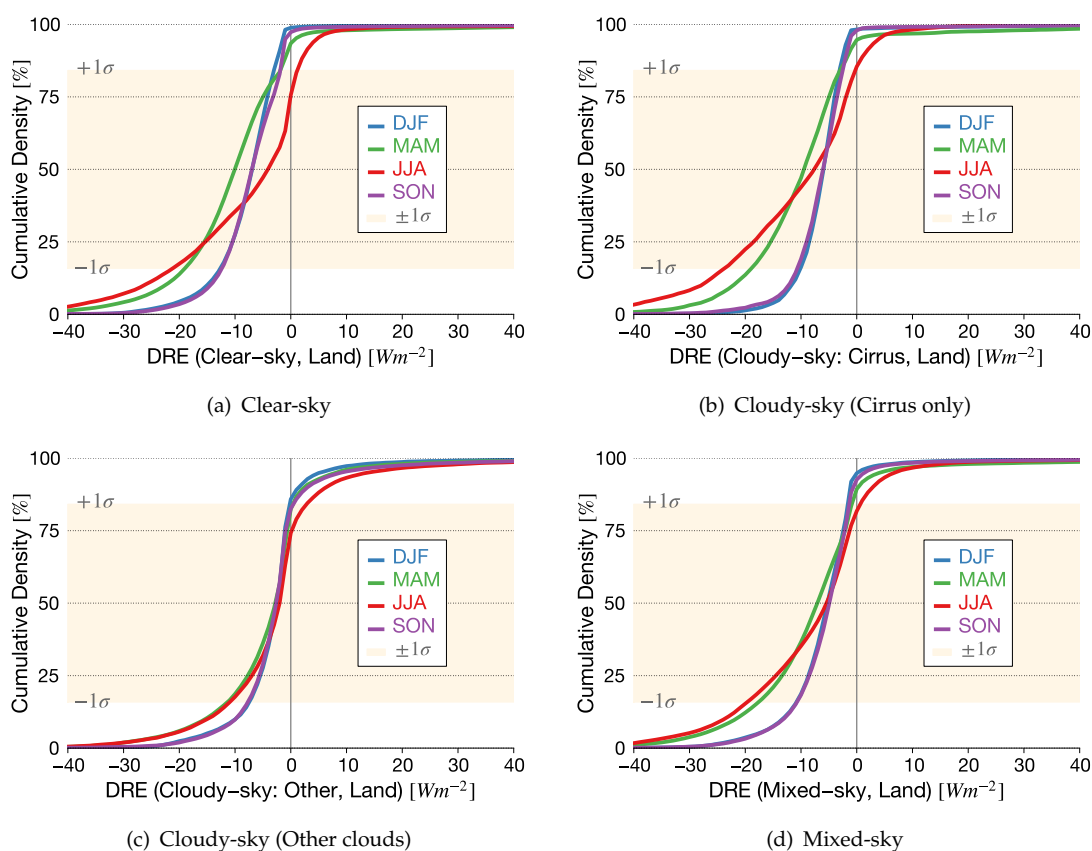 100
75
50
25
0
Cumulative Density [%]
+1σ
−1σ
DJF
MAM
JJA
SON
±1σ
−40 −30 −20 −10 0 10 20 30 40
DRE (Clear−sky, Land) [Wm⁻²]
(a) Clear-sky
100
75
50
25
0
Cumulative Density [%]
+1σ
−1σ
DJF
MAM
JJA
SON
±1σ
−40 −30 −20 −10 0 10 20 30 40
DRE (Cloudy−sky: Cirrus, Land) [Wm⁻²]
(b) Cloudy-sky (Cirrus only)
100
75
50
25
0
Cumulative Density [%]
+1σ
−1σ
DJF
MAM
JJA
SON
±1σ
−40 −30 −20 −10 0 10 20 30 40
DRE (Cloudy−sky: Other, Land) [Wm⁻²]
(c) Cloudy-sky (Other clouds)
100
75
50
25
0
Cumulative Density [%]
+1σ
−1σ
DJF
MAM
JJA
SON
±1σ
−40 −30 −20 −10 0 10 20 30 40
DRE (Mixed−sky, Land) [Wm⁻²]
(d) Mixed-sky